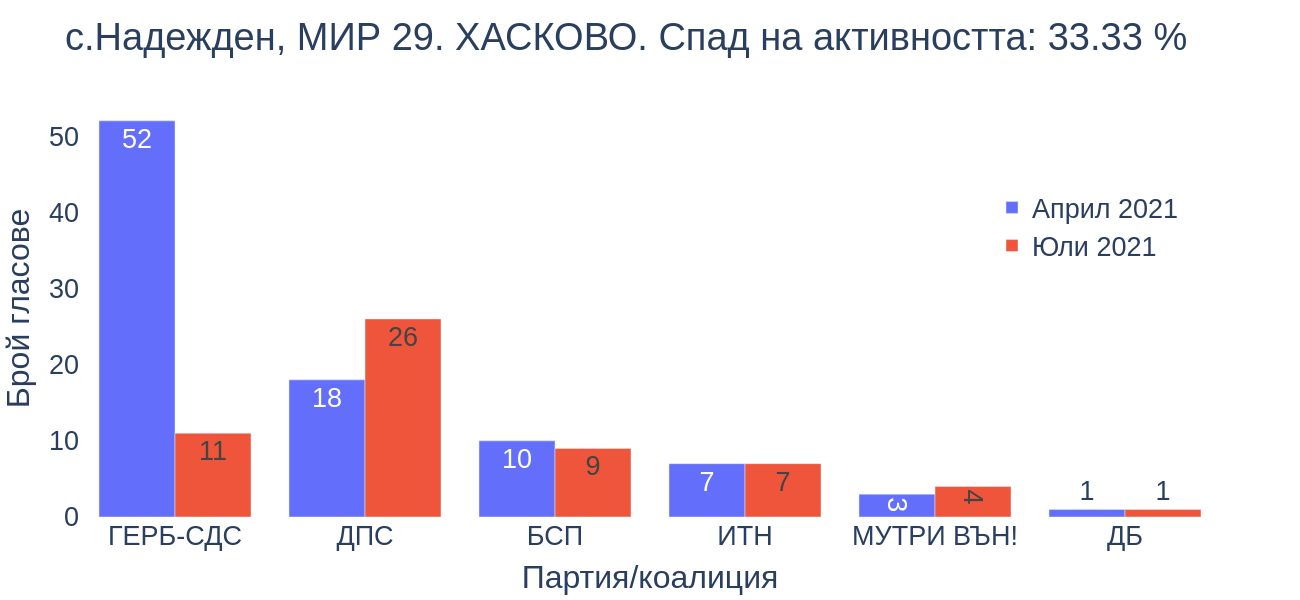 с.Надежден, МИР 29. ХАСКОВО. Спад на активността: 33.33 %
Брой гласове
50
40
30
20
10
0
52
11
18
26
10
9
7
7
3
4
1
1
Април 2021
Юли 2021
ГЕРБ-СДС
ДПС
БСП
ИТН
МУТРИ ВЪН!
ДБ
Партия/коалиция